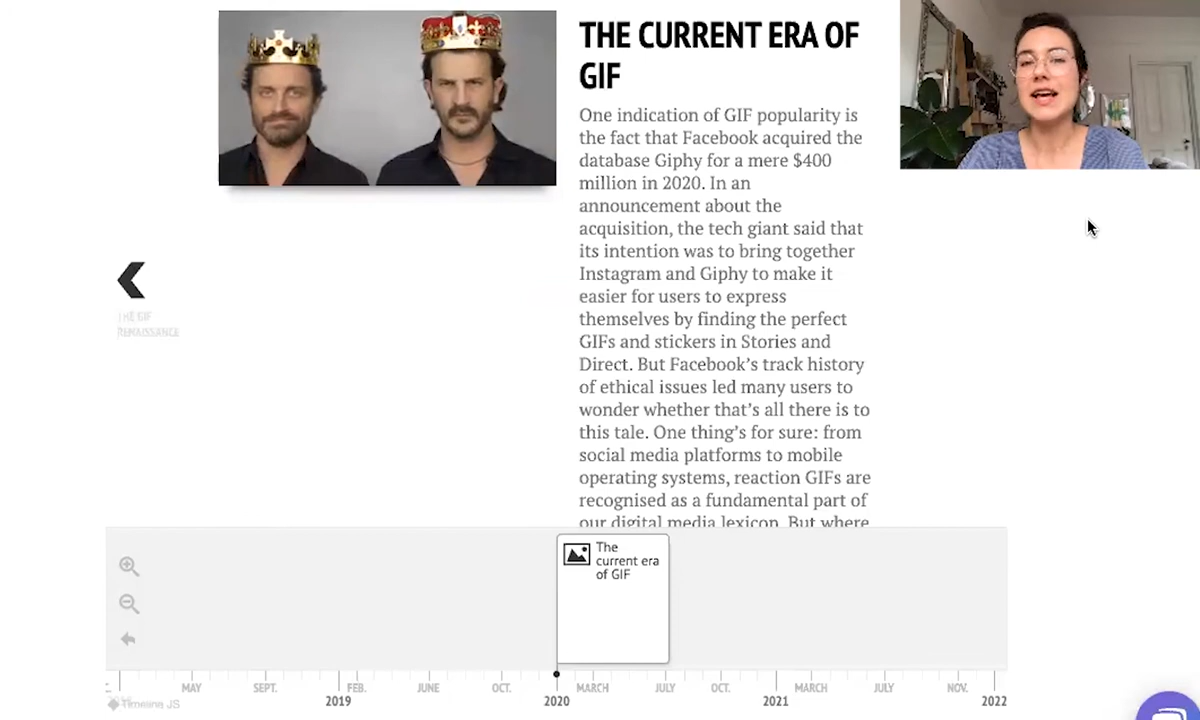 THE CURRENT ERA OF
GIF
One indication of GIF popularity is
the fact that Facebook acquired the
database Giphy for a mere $400
million in 2020. In an
announcement about the
acquisition, the tech giant said that
its intention was to bring together
Instagram and Giphy to make it
easier for users to express
themselves by finding the perfect
GIFs and stickers in Stories and
Direct. But Facebook's track history
of ethical issues led many users to
wonder whether that's all there is to
this tale. One thing's for sure: from
social media platforms to mobile
operating systems, reaction GIFs are
recognised as a fundamental part of
our digital media lexicon. But where
THE GIF
RENAISSANCE
The
current era
of GIF
MAY SEPT. FEB. JUNE OCT. MARCH JULY OCT. MARCH JULY NOV.
2019 2020 2021 2022
Timeline JS